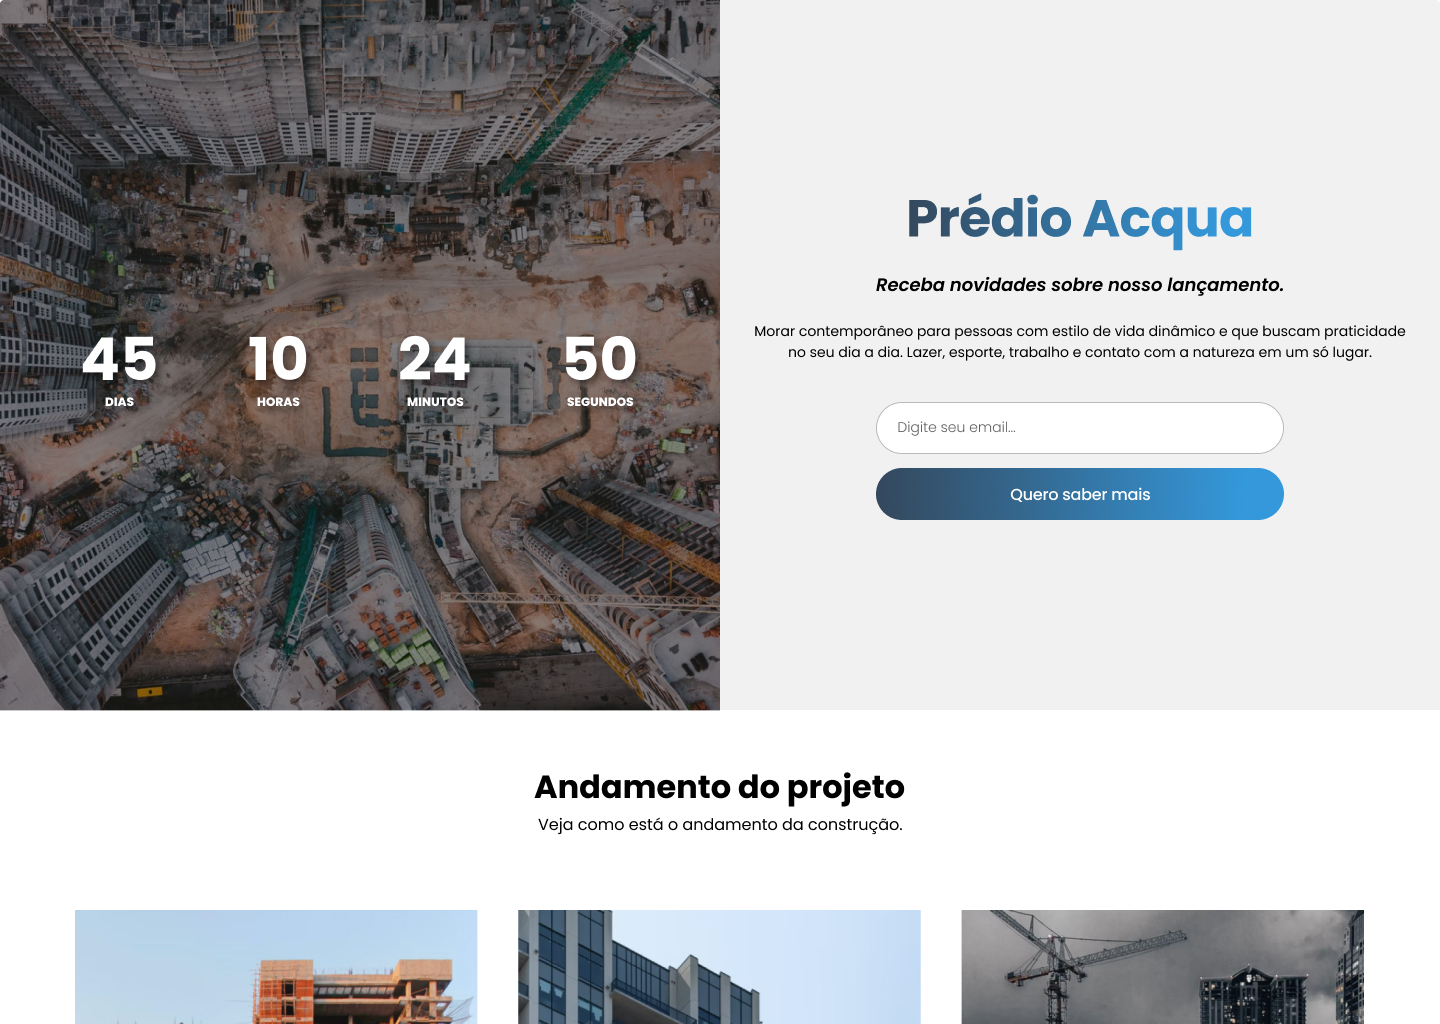 45 10 24 50
DIAS HORAS MINUTOS SEGUNDOS
Prédio Acqua
Receba novidades sobre nosso lançamento.
Morar contemporâneo para pessoas com estilo de vida dinâmico e que buscam praticidade
no seu dia a dia. Lazer, esporte, trabalho e contato com a natureza em um só lugar.
Digite seu email...
Quero saber mais
Andamento do projeto
Veja como está o andamento da construção.